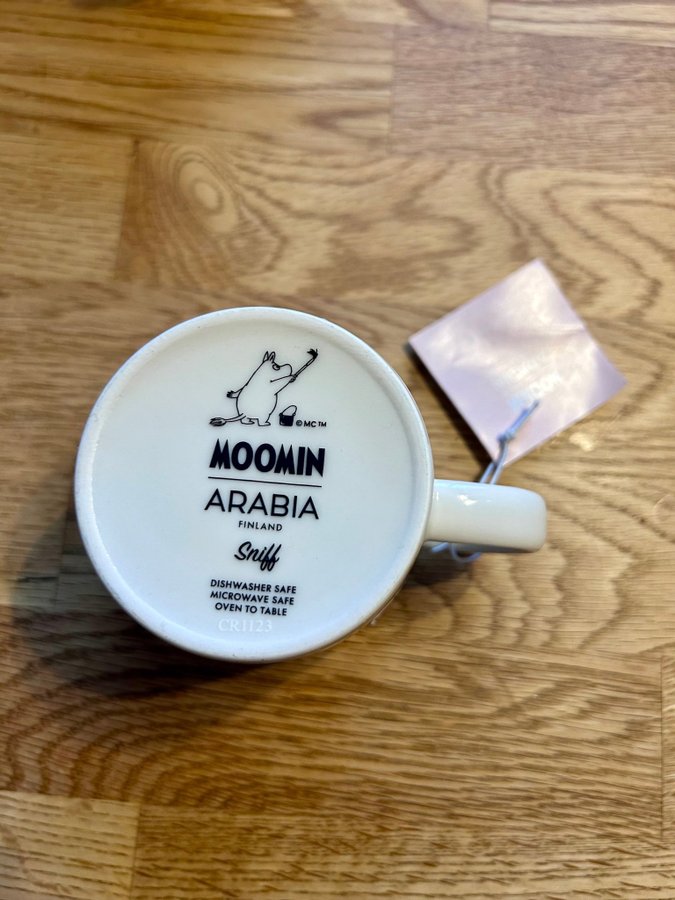 © MC™
MOOMIN
ARABIA
FINLAND
Sniff
DISHWASHER SAFE
MICROWAVE SAFE
OVEN TO TABLE
CR1123